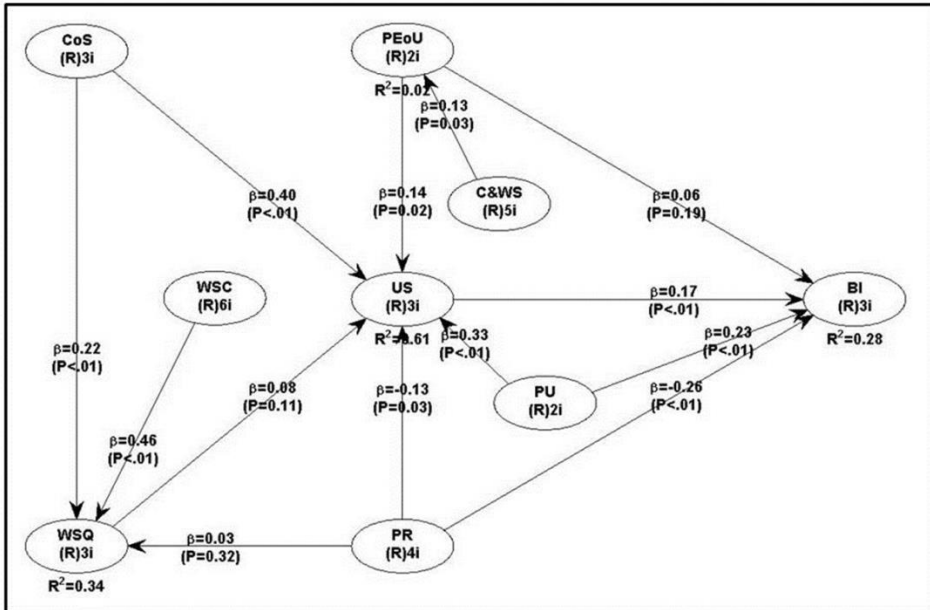 CoS
(R)3i
PEoU
(R)2i
R²=0.02
β=0.13
(P=0.03)
β=0.40
(P<.01)
β=0.14
(P=0.02)
C&WS
(R)5i
β=0.06
(P=0.19)
WSC
(R)6i
US
(R)3i
R²=0.61
β=0.17
(P<.01)
BI
(R)3i
R²=0.28
β=0.22
(P<.01)
β=0.33
(P<.01)
β=0.23
(P<.01)
β=0.08
(P=0.11)
β=-0.13
(P=0.03)
PU
(R)2i
β=-0.26
(P<.01)
β=0.46
(P<.01)
WSQ
(R)3i
R²=0.34
β=0.03
(P=0.32)
PR
(R)4i